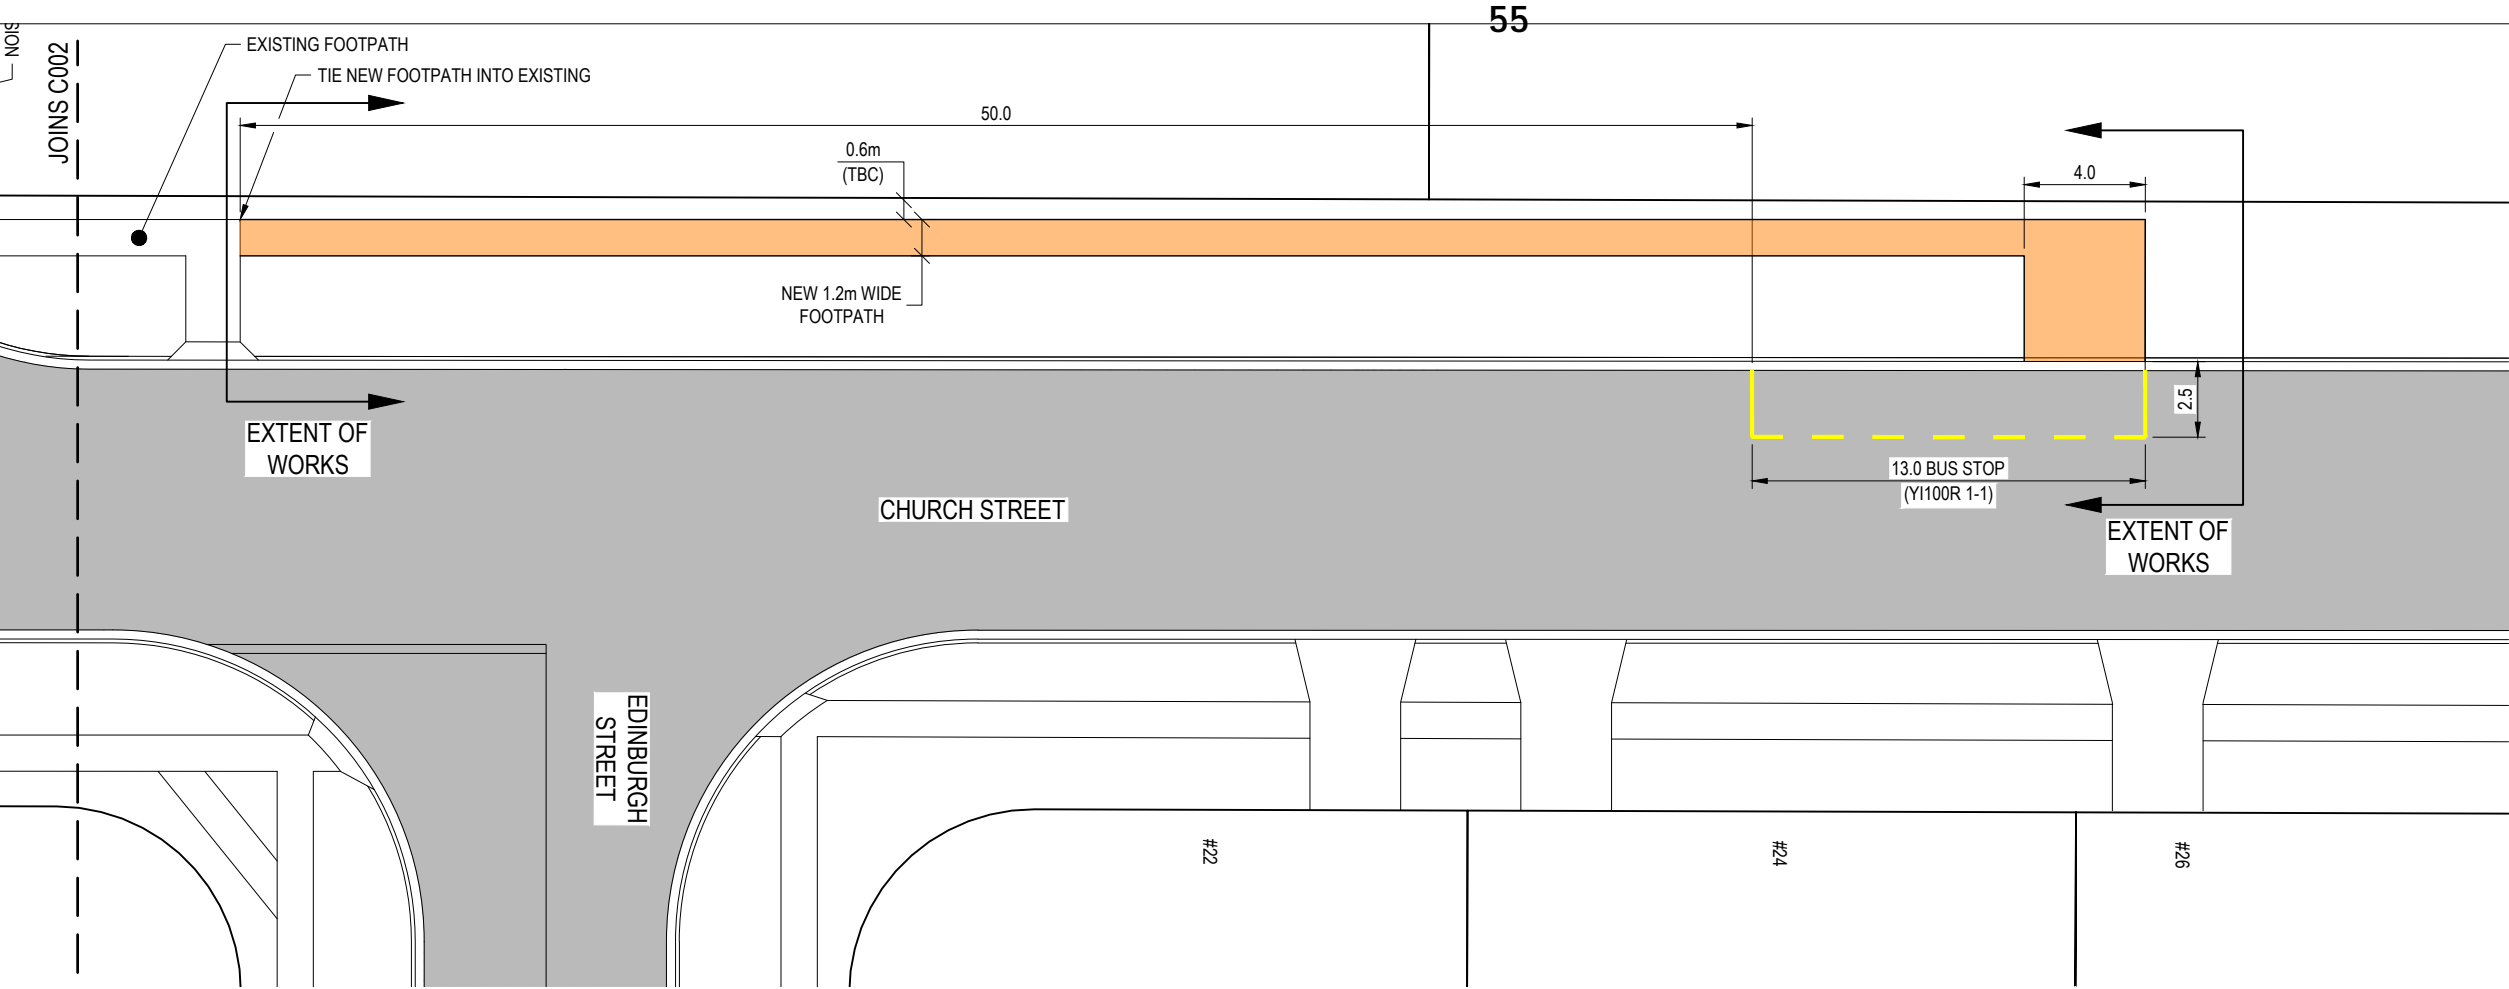 55
EXISTING FOOTPATH
TIE NEW FOOTPATH INTO EXISTING
JOINS C002
50.0
0.6m
(TBC)
4.0
NEW 1.2m WIDE
FOOTPATH
2.5
EXTENT OF
WORKS
13.0 BUS STOP
(YI100R 1-1)
CHURCH STREET
EXTENT OF
WORKS
EDINBURGH
STREET
#22
#24
#26